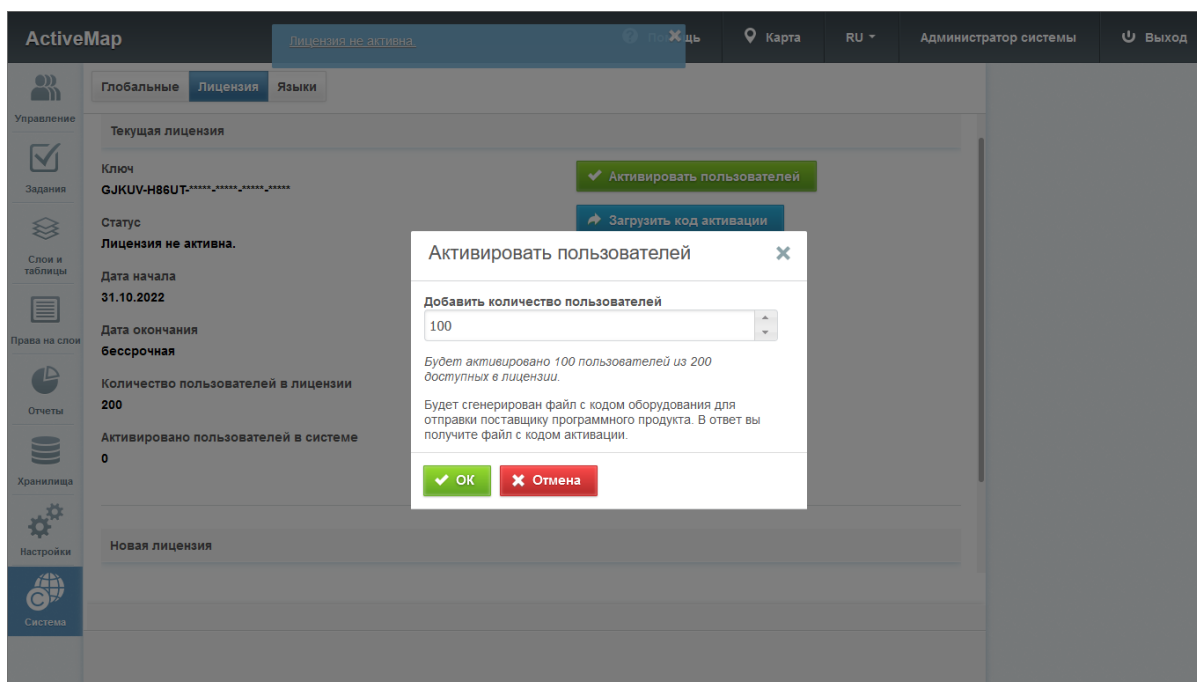 ActiveMap
Лицензия не активна.
Карта
RU
Администратор системы
Выход
Управление
Задания
Слои и
таблицы
Права на слои
Отчеты
Хранилища
Настройки
Система
Глобальные
Лицензия
Языки
Текущая лицензия
Ключ
GJKUV-H86UT-*****-*****-*****-*****
Активировать пользователей
Статус
Лицензия не активна.
Загрузить код активации
Дата начала
31.10.2022
Дата окончания
бессрочная
Количество пользователей в лицензии
200
Активировано пользователей в системе
0
Новая лицензия
Активировать пользователей
Добавить количество пользователей
100
Будет активировано 100 пользователей из 200
доступных в лицензии.
Будет сгенерирован файл с кодом оборудования для
отправки поставщику программного продукта. В ответ вы
получите файл с кодом активации.
ОК
Отмена